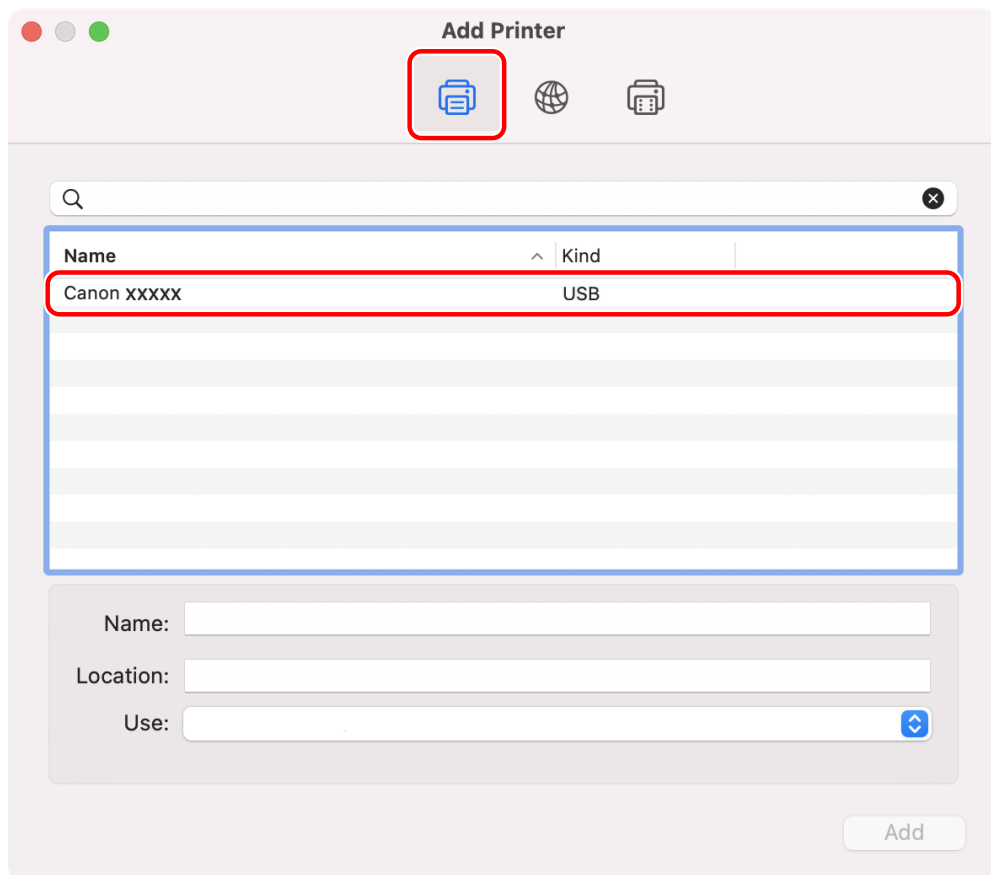 Add Printer
Name Kind
Canon xxxxx USB
Name:
Location:
Use:
Add